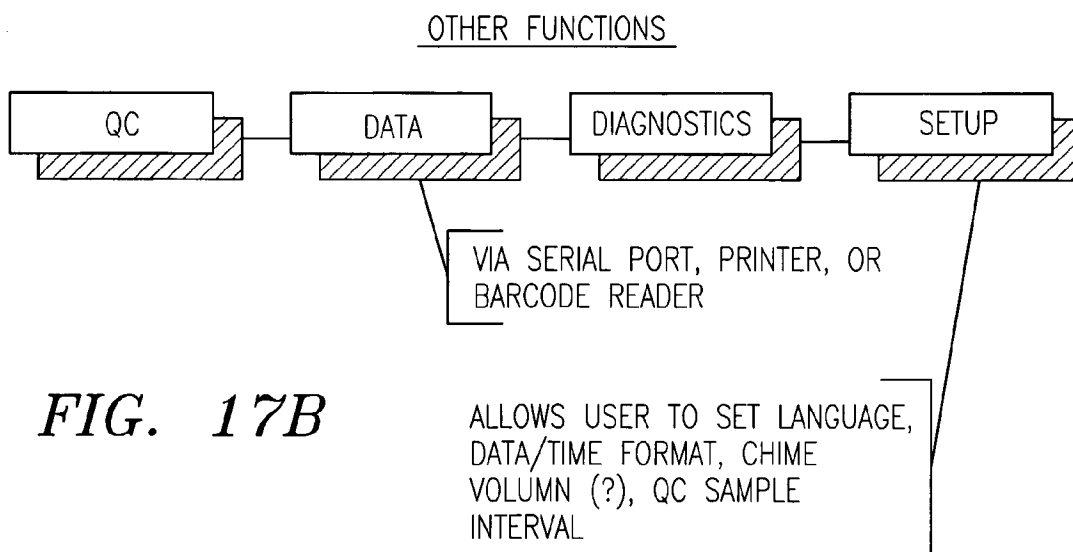 OTHER FUNCTIONS
QC
DATA
DIAGNOSTICS
SETUP
VIA SERIAL PORT, PRINTER, OR
BARCODE READER
FIG. 17B
ALLOWS USER TO SET LANGUAGE,
DATA/TIME FORMAT, CHIME
VOLUMN (?), QC SAMPLE
INTERVAL